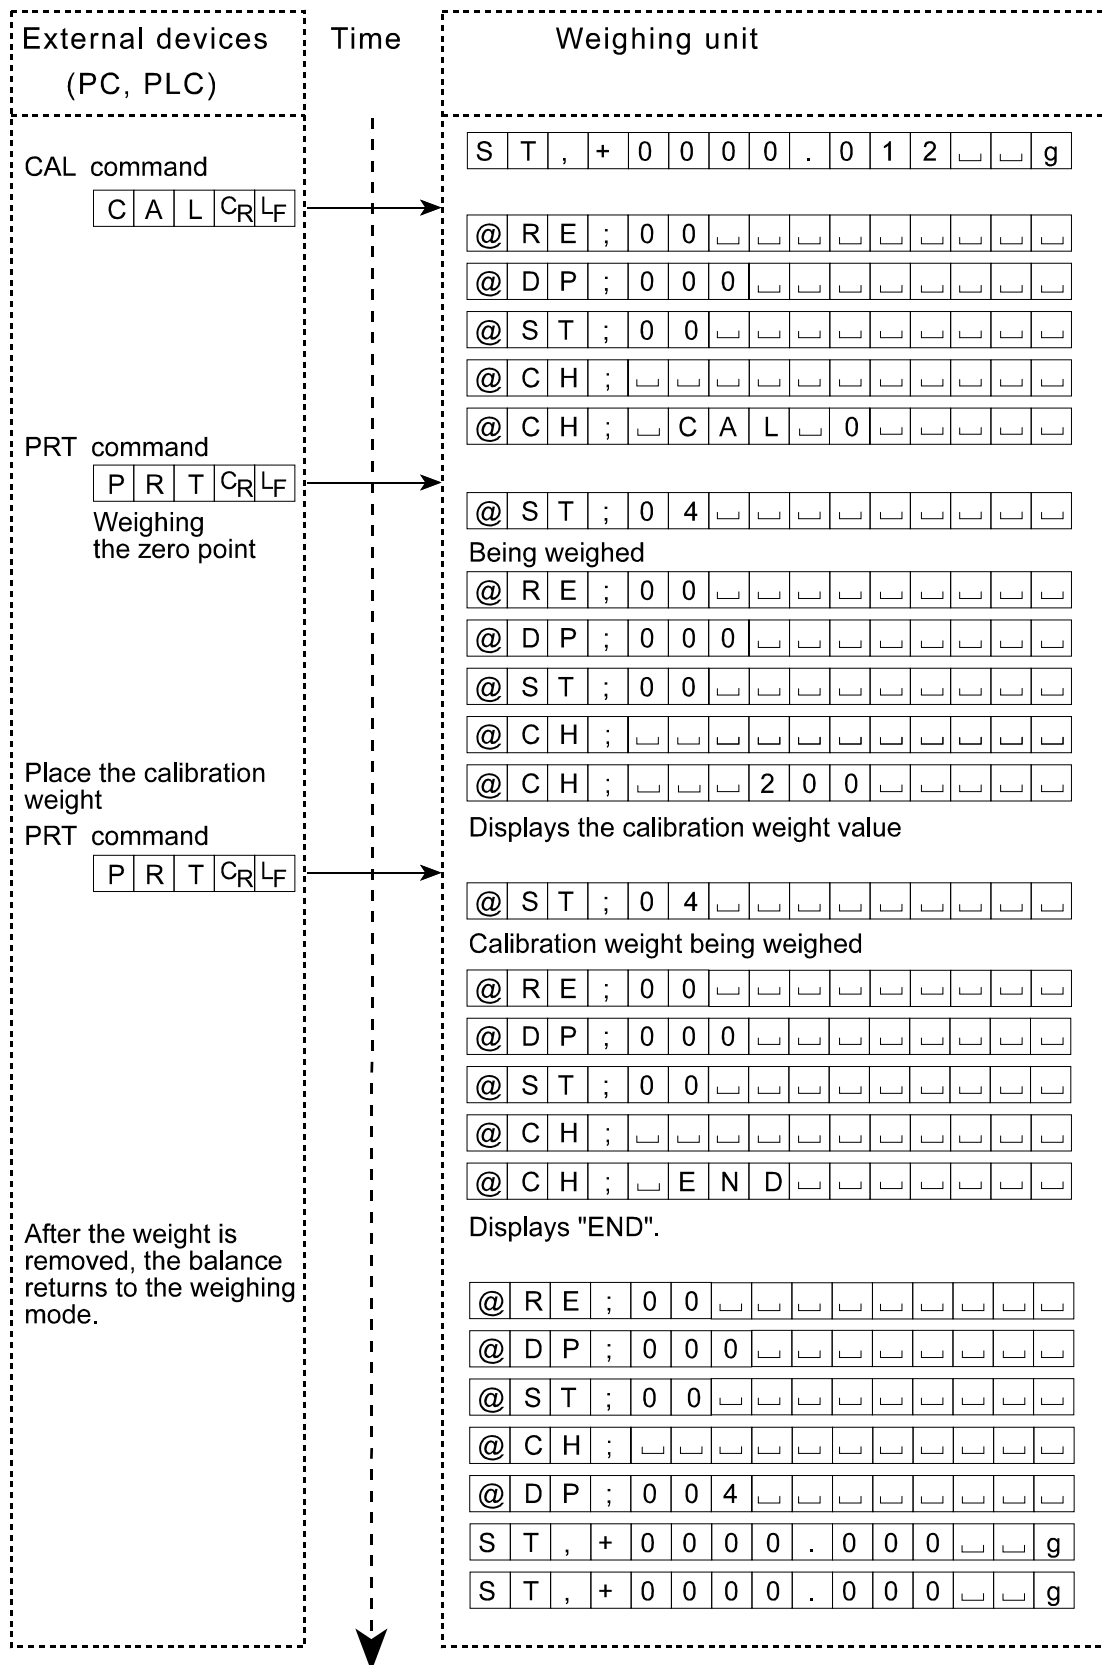 External devices
(PC, PLC)
Time
Weighing unit
ST,+0000.012␣␣g
CAL command
CALCRLF
@RE;00␣␣␣␣␣␣␣␣␣
@DP;000␣␣␣␣␣␣␣␣
@ST;00␣␣␣␣␣␣␣␣␣
@CH;␣␣␣␣␣␣␣␣␣␣␣
@CH;␣CAL␣0␣␣␣␣␣
PRT command
PRTCRLF
Weighing
the zero point
@ST;04␣␣␣␣␣␣␣␣␣
Being weighed
@RE;00␣␣␣␣␣␣␣␣␣
@DP;000␣␣␣␣␣␣␣␣
@ST;00␣␣␣␣␣␣␣␣␣
@CH;␣␣␣␣␣␣␣␣␣␣␣
Place the calibration
weight
@CH;␣␣␣200␣␣␣␣␣
Displays the calibration weight value
PRT command
PRTCRLF
@ST;04␣␣␣␣␣␣␣␣␣
Calibration weight being weighed
@RE;00␣␣␣␣␣␣␣␣␣
@DP;000␣␣␣␣␣␣␣␣
@ST;00␣␣␣␣␣␣␣␣␣
@CH;␣␣␣␣␣␣␣␣␣␣␣
@CH;␣END␣␣␣␣␣␣␣
Displays "END".
After the weight is
removed, the balance
returns to the weighing
mode.
@RE;00␣␣␣␣␣␣␣␣␣
@DP;000␣␣␣␣␣␣␣␣
@ST;00␣␣␣␣␣␣␣␣␣
@CH;␣␣␣␣␣␣␣␣␣␣␣
@DP;004␣␣␣␣␣␣␣␣
ST,+0000.000␣␣g
ST,+0000.000␣␣g